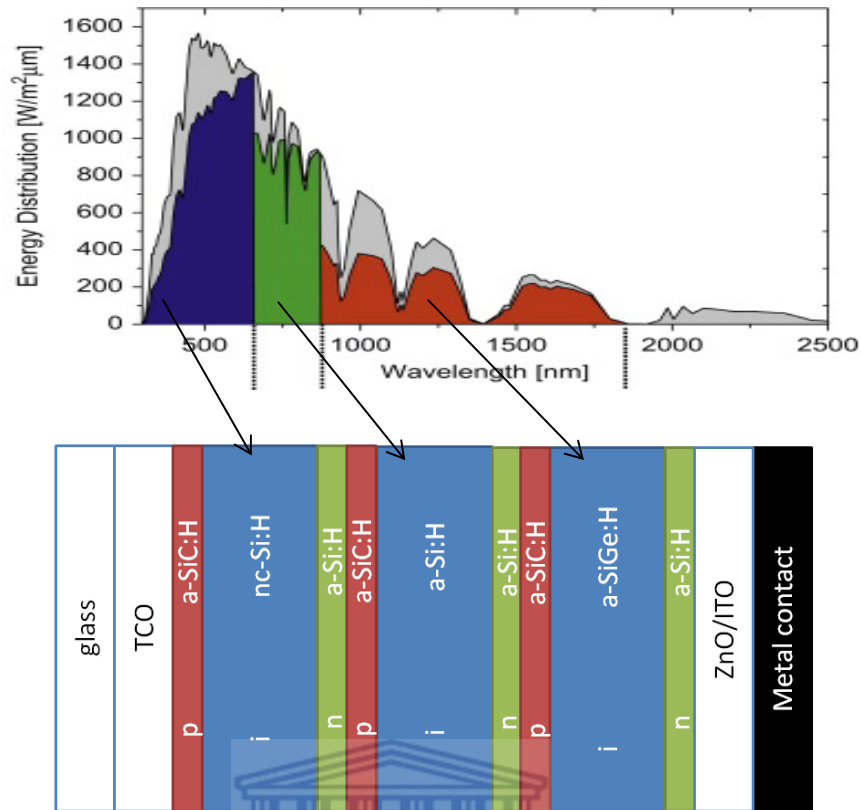 1600
1400
1200
1000
800
600
400
200
0
Energy Distribution [W/m²μm]
500
1000
1500
2000
2500
Wavelength [nm]
glass
TCO
a-SiC:H
p
nc-Si:H
i
a-Si:H
n
a-SiC:H
p
a-Si:H
i
a-Si:H
n
a-SiC:H
p
a-SiGe:H
i
a-Si:H
n
ZnO/ITO
Metal contact